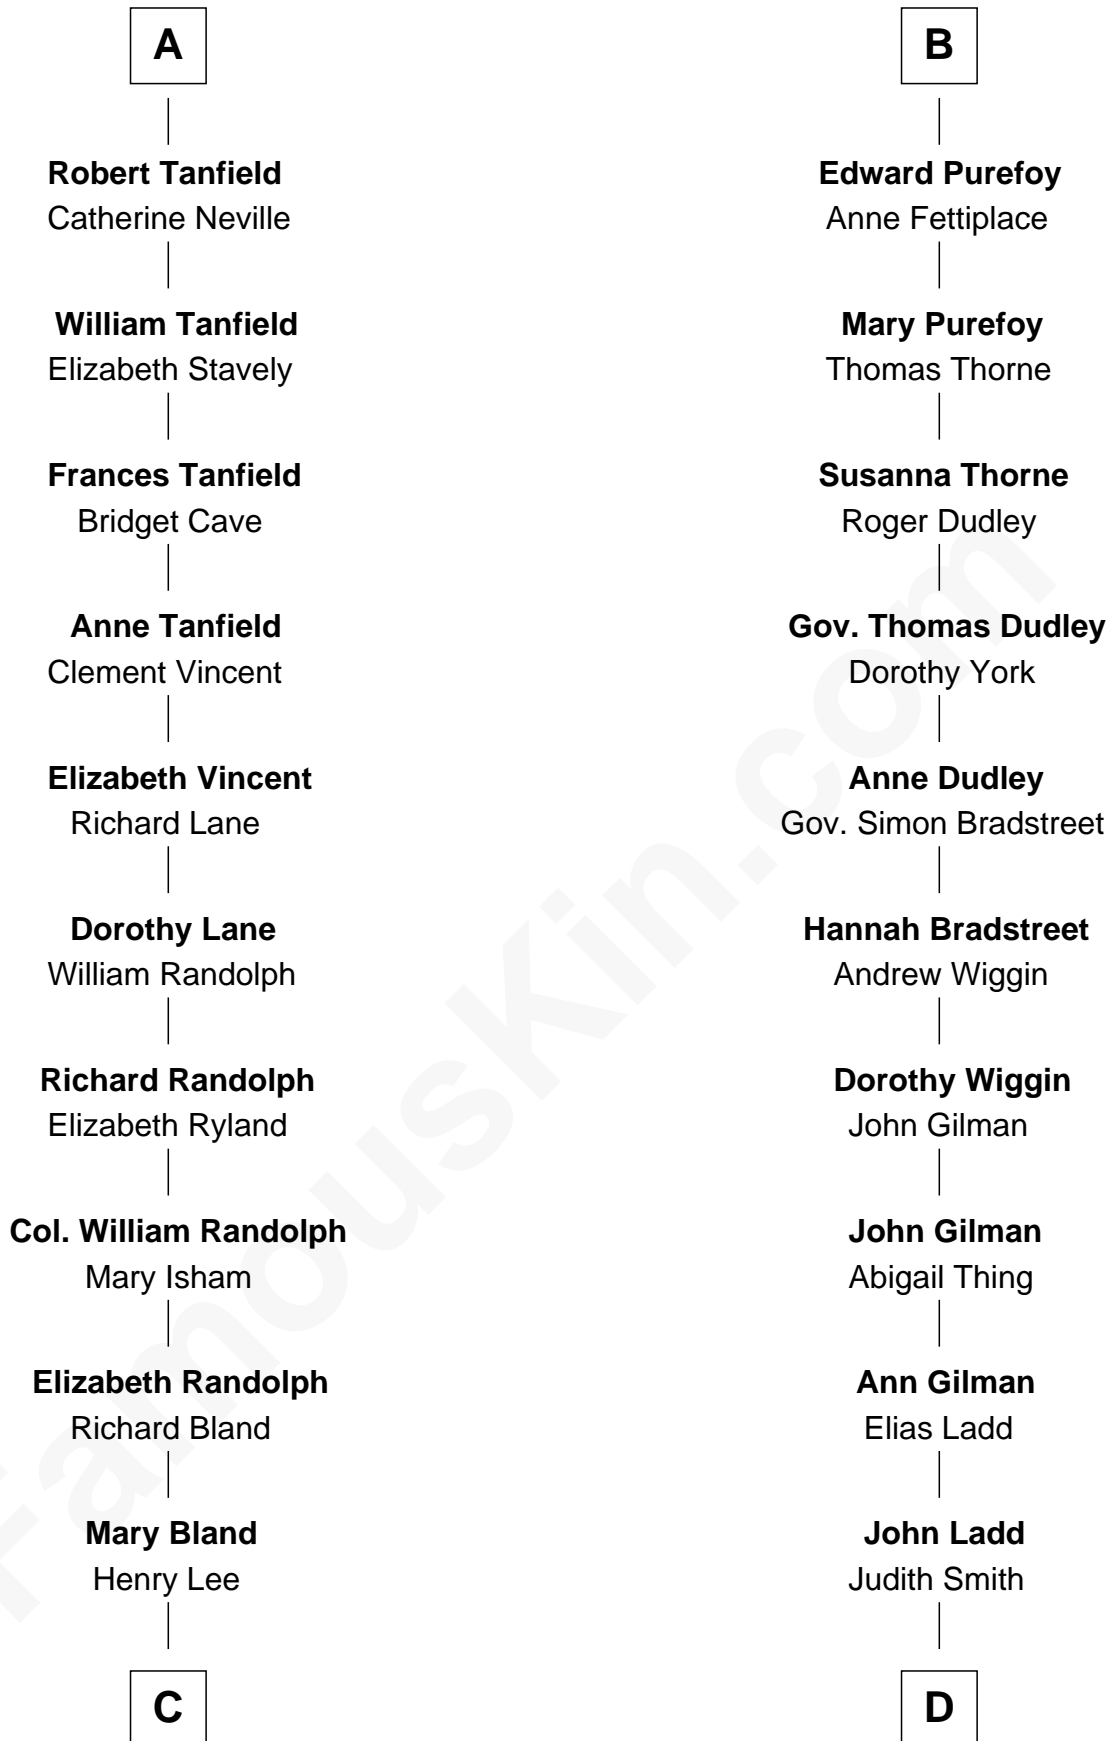 A
Robert Tanfield
Catherine Neville
William Tanfield
Elizabeth Stavely
Frances Tanfield
Bridget Cave
Anne Tanfield
Clement Vincent
Elizabeth Vincent
Richard Lane
Dorothy Lane
William Randolph
Richard Randolph
Elizabeth Ryland
Col. William Randolph
Mary Isham
Elizabeth Randolph
Richard Bland
Mary Bland
Henry Lee
C
B
Edward Purefoy
Anne Fettiplace
Mary Purefoy
Thomas Thorne
Susanna Thorne
Roger Dudley
Gov. Thomas Dudley
Dorothy York
Anne Dudley
Gov. Simon Bradstreet
Hannah Bradstreet
Andrew Wiggin
Dorothy Wiggin
John Gilman
John Gilman
Abigail Thing
Ann Gilman
Elias Ladd
John Ladd
Judith Smith
D
FamousKin.com